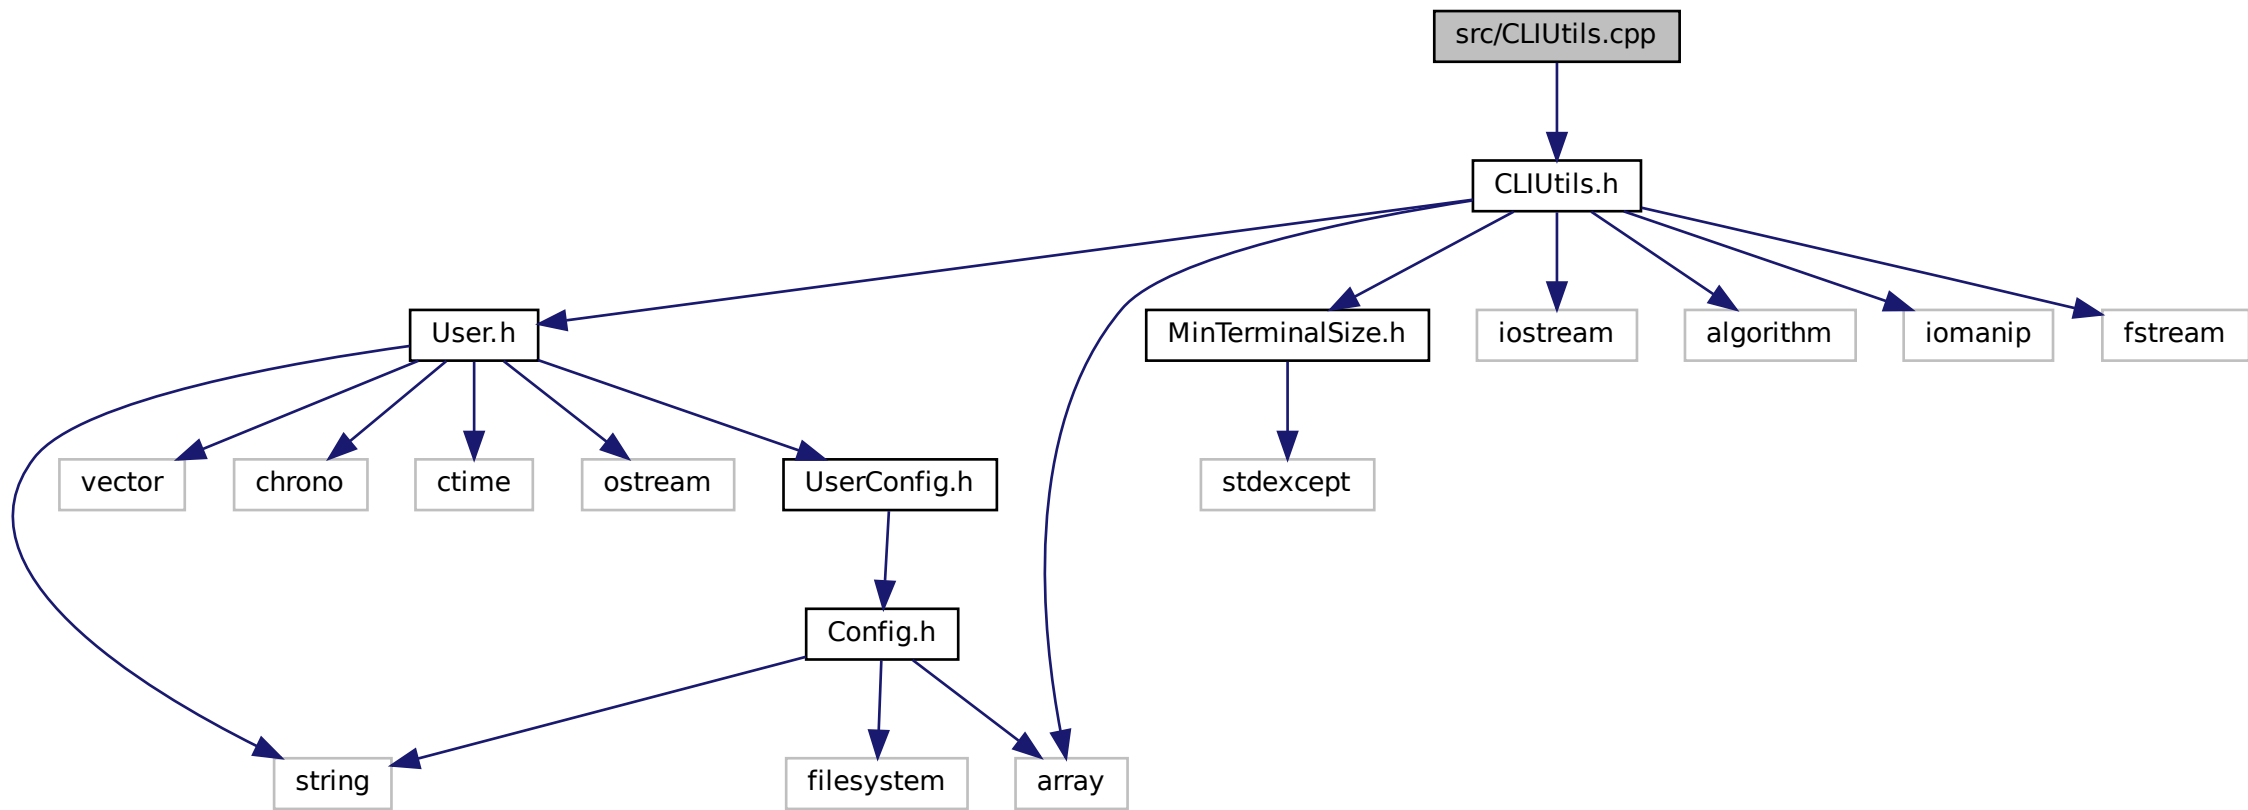 src/CLIUtils.cpp
CLIUtils.h
User.h
MinTerminalSize.h
iostream
algorithm
iomanip
fstream
vector
chrono
ctime
ostream
UserConfig.h
stdexcept
Config.h
string
filesystem
array